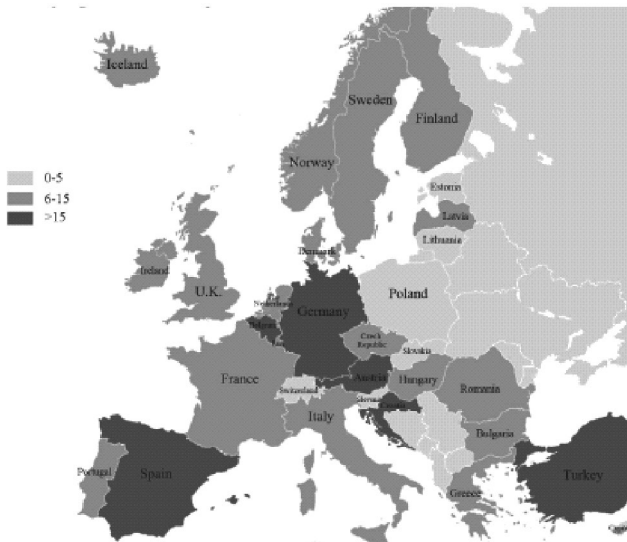 Iceland
Sweden
Finland
Norway
0-5
6-15
>15
Estonia
Latvia
Lithuania
Denmark
Ireland
U.K.
Netherlands
Germany
Poland
Belgium
Czech
Republic
Slovakia
France
Austria
Hungary
Switzerland
Romania
Slovenia
Croatia
Italy
Bulgaria
Portugal
Spain
Turkey
Greece